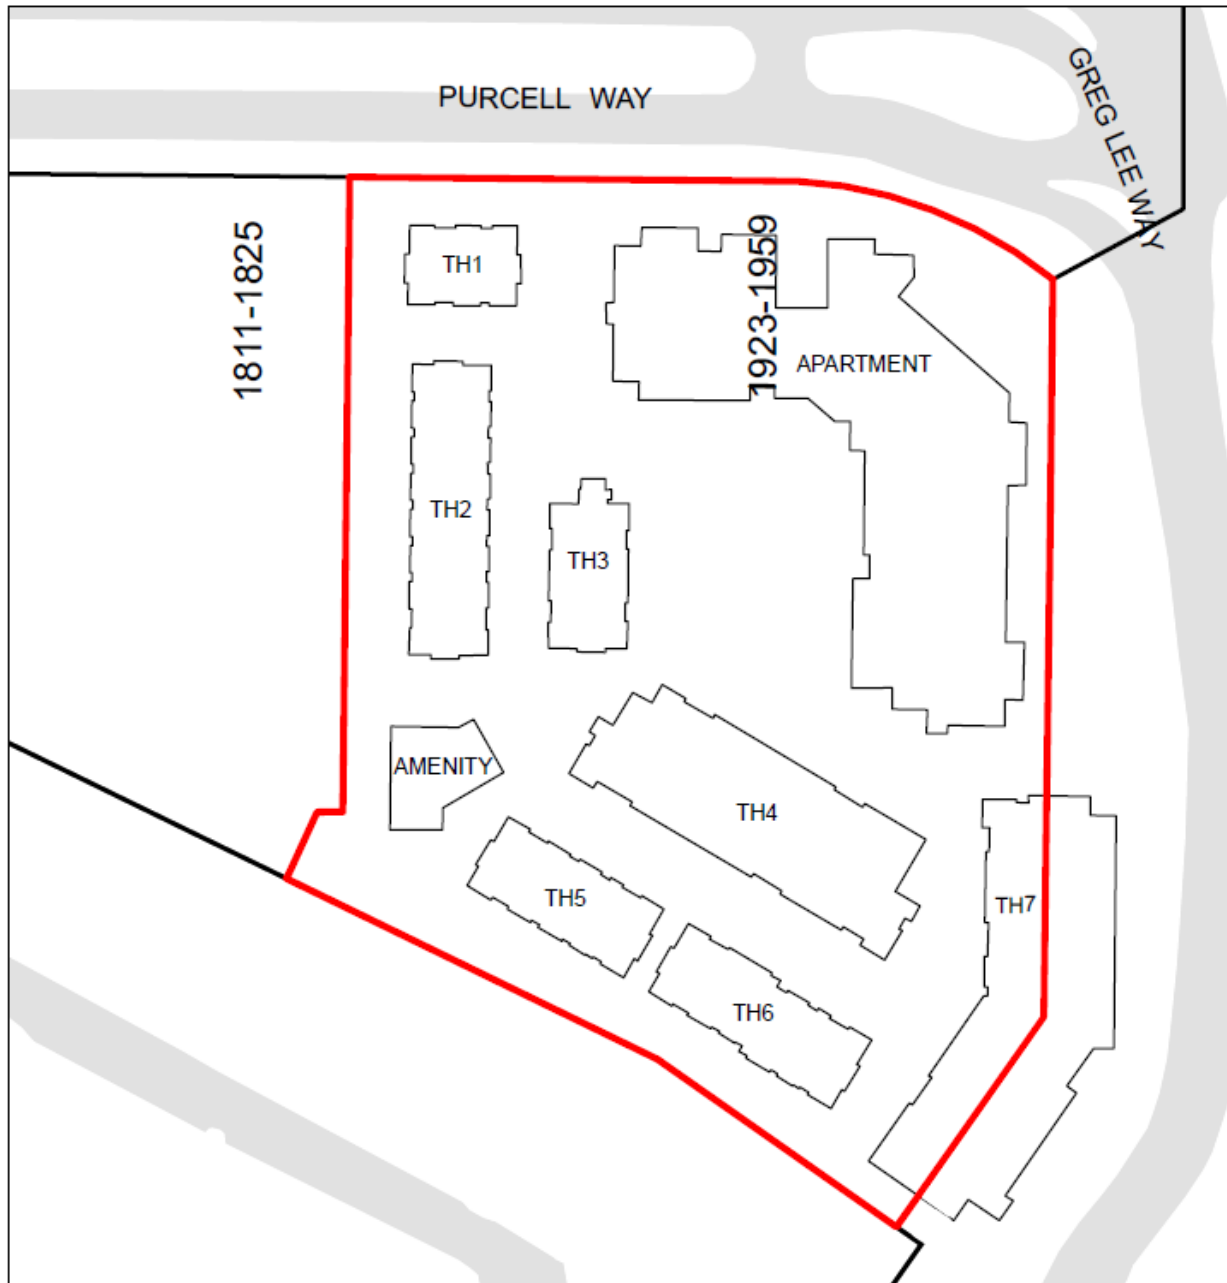 PURCELL WAY
GREG LEE WAY
1811-1825
1923-1959
TH1
APARTMENT
TH2
TH3
AMENITY
TH4
TH5
TH7
TH6